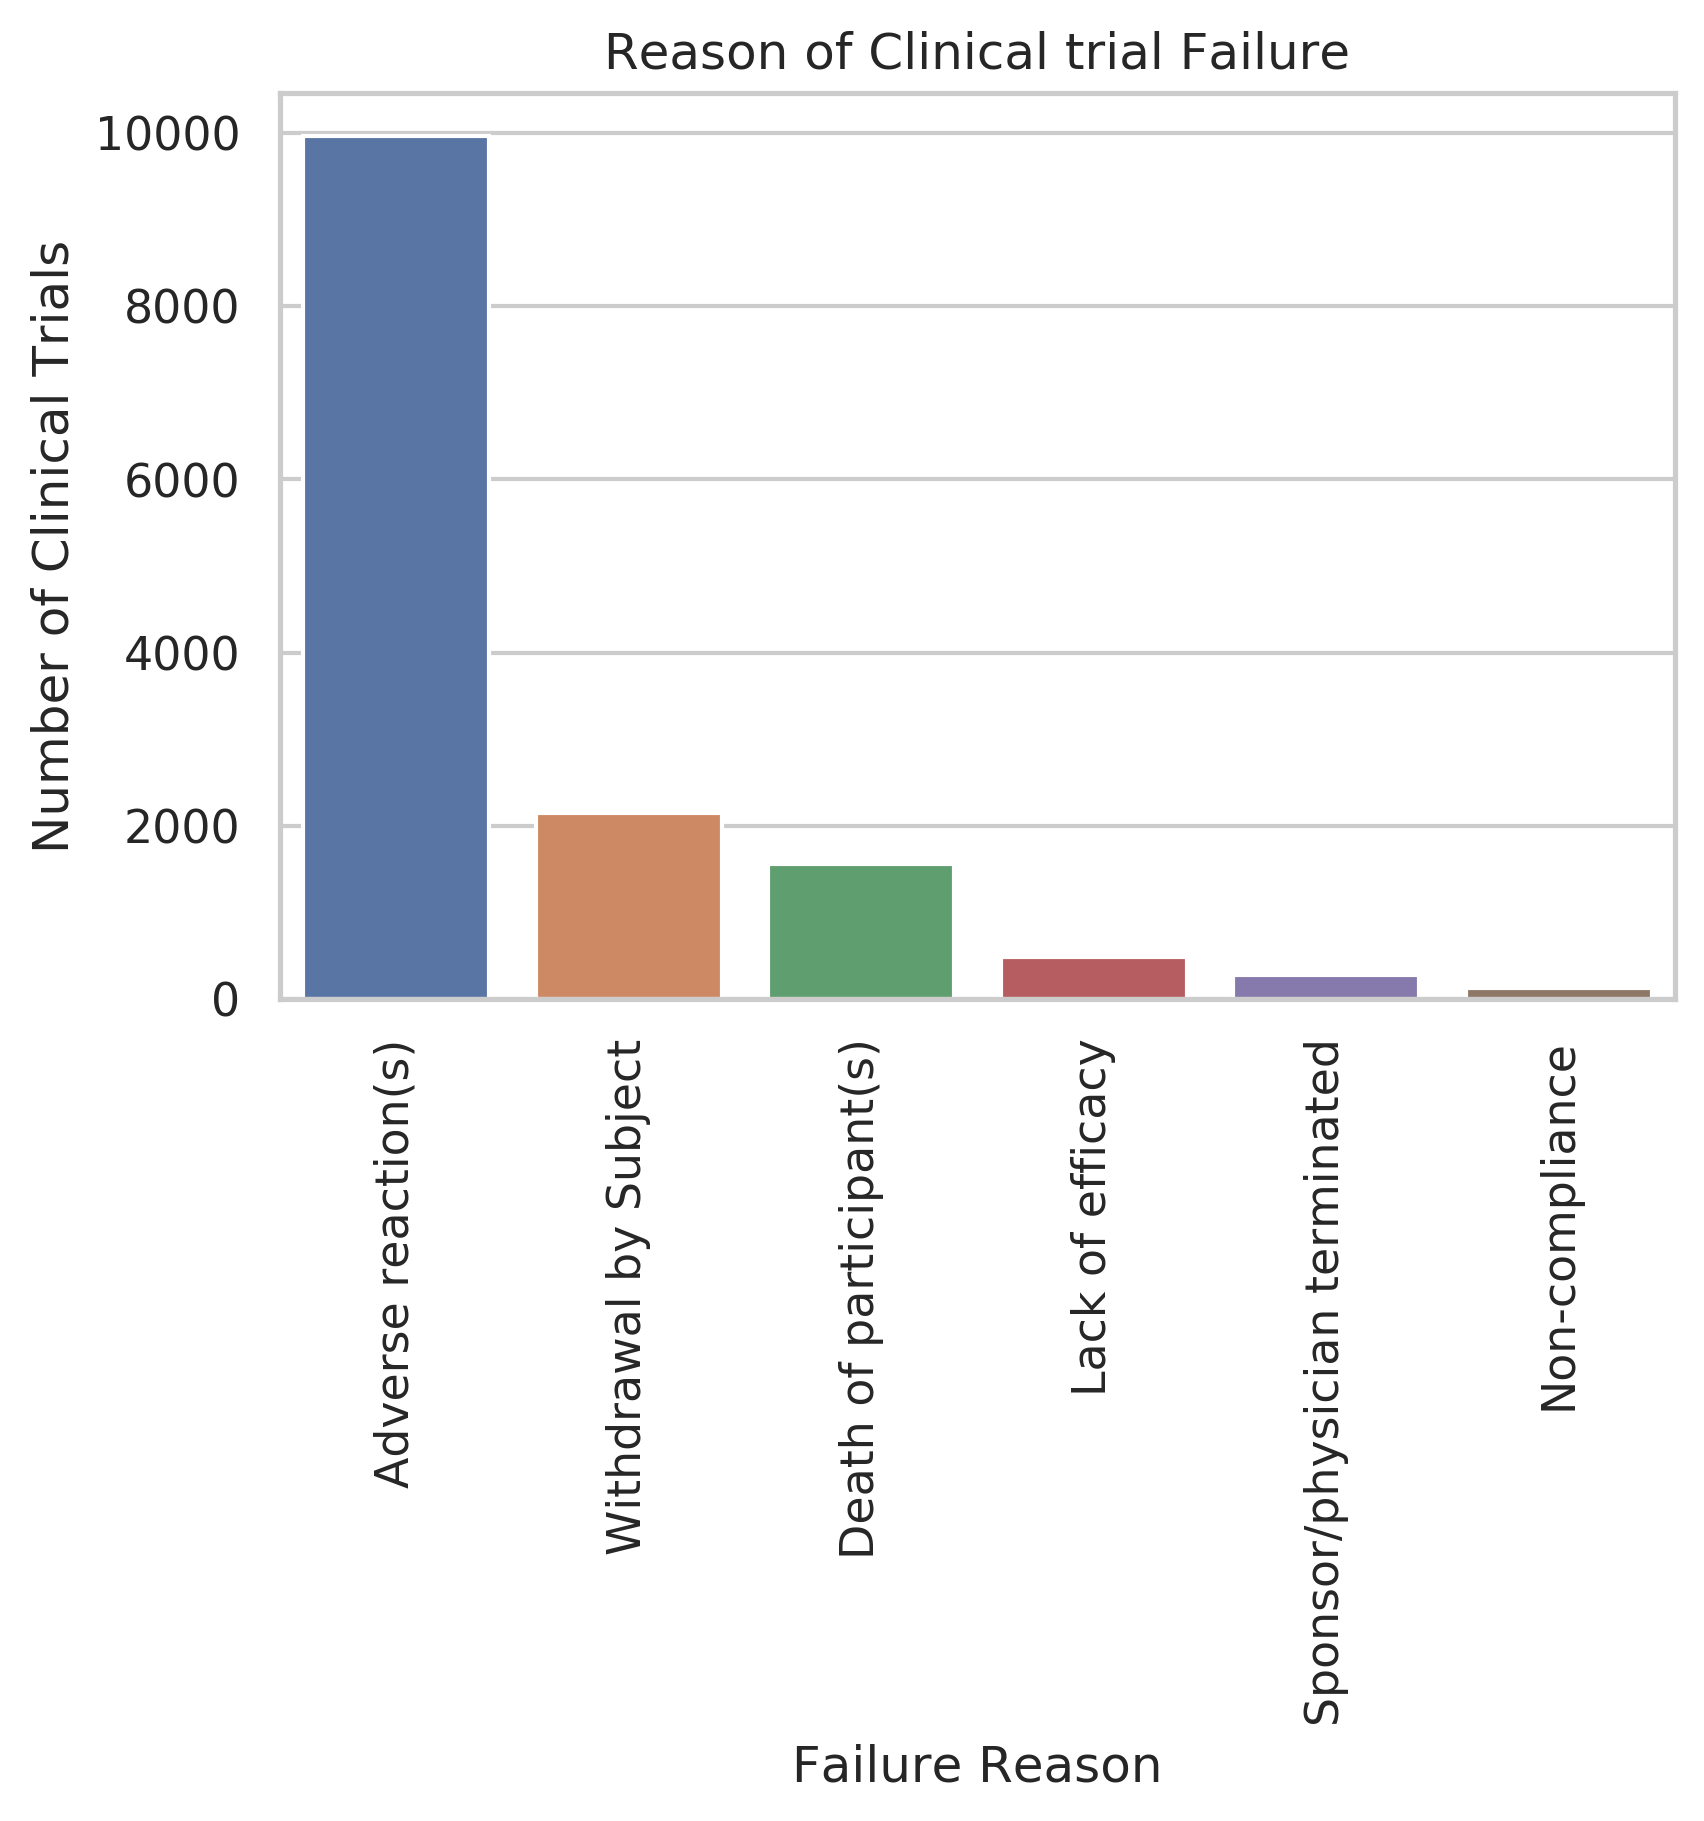 Reason of Clinical trial Failure
Number of Clinical Trials
10000
8000
6000
4000
2000
0
Adverse reaction(s)
Withdrawal by Subject
Death of participant(s)
Lack of efficacy
Sponsor/physician terminated
Non-compliance
Failure Reason